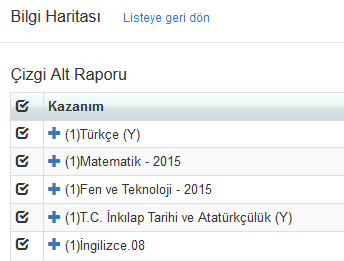 Bilgi Haritası Listeye geri dön
Çizgi Alt Raporu
Kazanım
(1)Türkçe (Y)
(1)Matematik - 2015
(1)Fen ve Teknoloji - 2015
(1)T.C. İnkılap Tarihi ve Atatürkçülük (Y)
(1)İngilizce.08